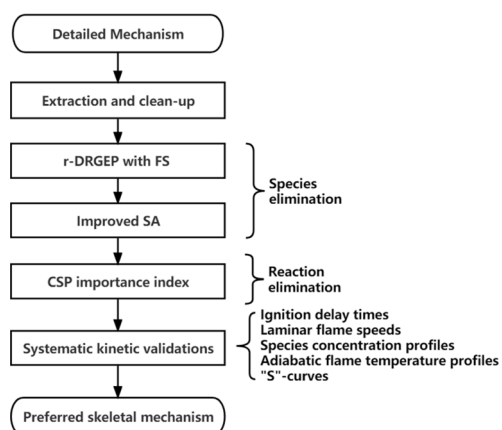 Detailed Mechanism
Extraction and clean-up
r-DRGEP with FS
Species
elimination
Improved SA
CSP importance index
Reaction
elimination
Systematic kinetic validations
Ignition delay times
Laminar flame speeds
Species concentration profiles
Adiabatic flame temperature profiles
"S"-curves
Preferred skeletal mechanism